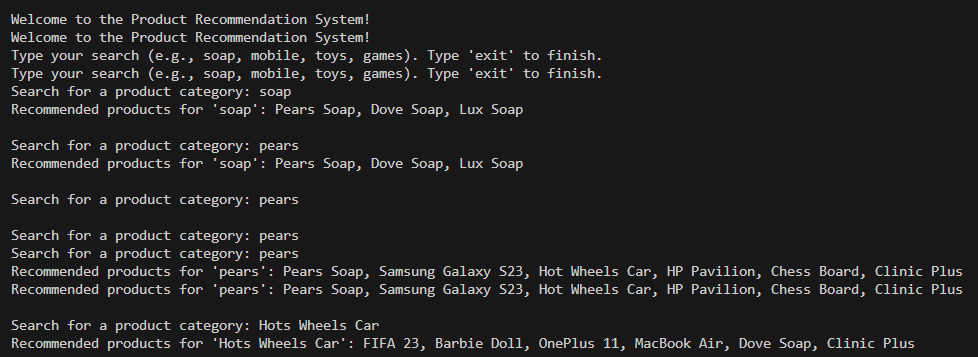 Welcome to the Product Recommendation System!
Welcome to the Product Recommendation System!
Type your search (e.g., soap, mobile, toys, games). Type 'exit' to finish.
Type your search (e.g., soap, mobile, toys, games). Type 'exit' to finish.
Search for a product category: soap
Recommended products for 'soap': Pears Soap, Dove Soap, Lux Soap
Search for a product category: pears
Recommended products for 'soap': Pears Soap, Dove Soap, Lux Soap
Search for a product category: pears
Search for a product category: pears
Search for a product category: pears
Recommended products for 'pears': Pears Soap, Samsung Galaxy S23, Hot Wheels Car, HP Pavilion, Chess Board, Clinic Plus
Recommended products for 'pears': Pears Soap, Samsung Galaxy S23, Hot Wheels Car, HP Pavilion, Chess Board, Clinic Plus
Search for a product category: Hots Wheels Car
Recommended products for 'Hots Wheels Car': FIFA 23, Barbie Doll, OnePlus 11, MacBook Air, Dove Soap, Clinic Plus